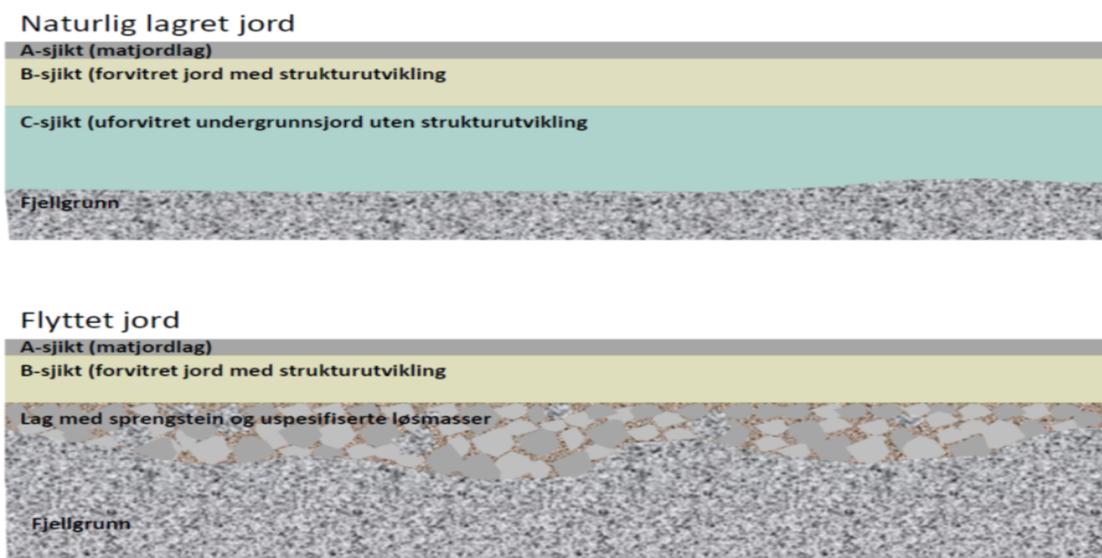 Naturlig lagret jord
A-sjikt (matjordlag)
B-sjikt (forvitret jord med strukturutvikling
C-sjikt (uforvitret undergrunnsjord uten strukturutvikling
Fjellgrunn
Flyttet jord
A-sjikt (matjordlag)
B-sjikt (forvitret jord med strukturutvikling
Lag med sprengstein og uspesifiserte løsmasser
Fjellgrunn